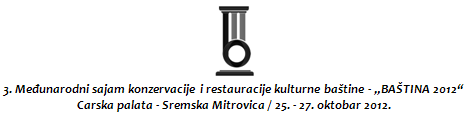 3. Međunarodni sajam konzervacije i restauracije kulturne baštine - „BAŠTINA 2012“
Carska palata - Sremska Mitrovica / 25. - 27. oktobar 2012.